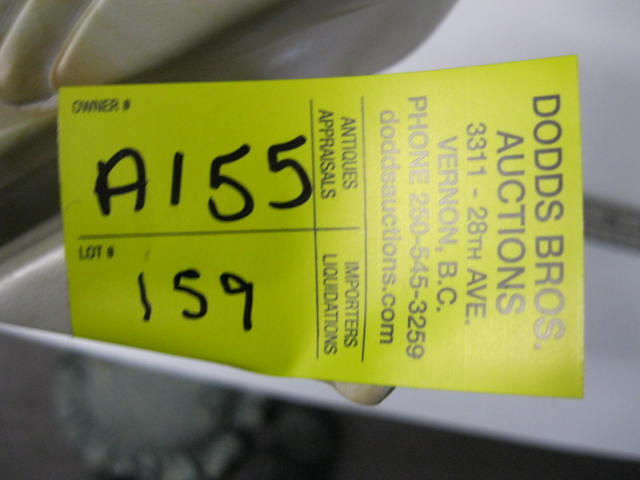 DODDS BROS.
AUCTIONS
3311 - 28TH AVE.
VERNON, B.C.
PHONE 250-545-3259
doddsauctions.com
ANTIQUES
APPRAISALS
IMPORTERS
LIQUIDATIONS
OWNER #
A155
LOT #
159